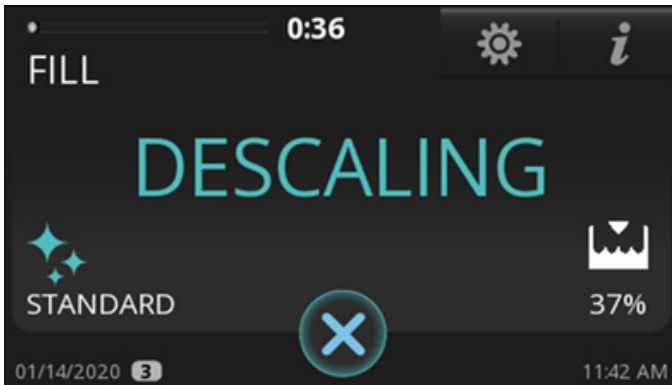 0:36
FILL
DESCALING
STANDARD
37%
01/14/2020 3
11:42 AM